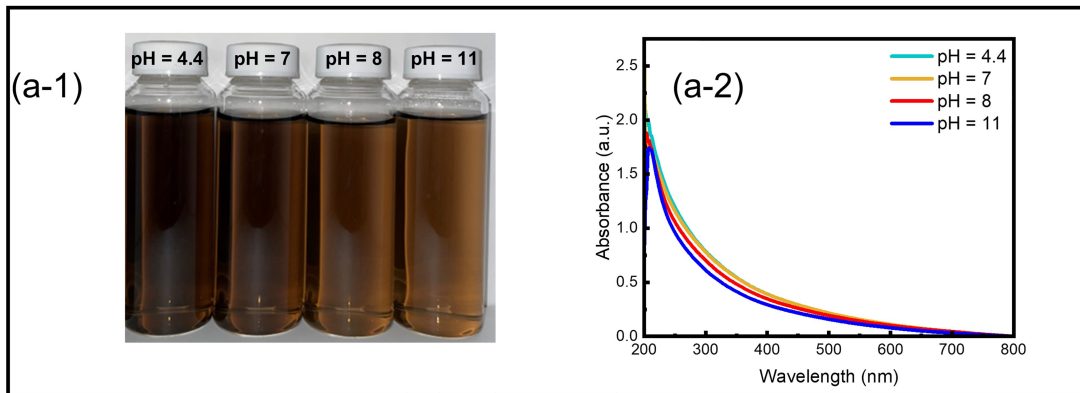 (a-1)
pH = 4.4
pH = 7
pH = 8
pH = 11
(a-2)
pH = 4.4
pH = 7
pH = 8
pH = 11
Absorbance (a.u.)
2.5
2.0
1.5
1.0
0.5
0.0
200 300 400 500 600 700 800
Wavelength (nm)